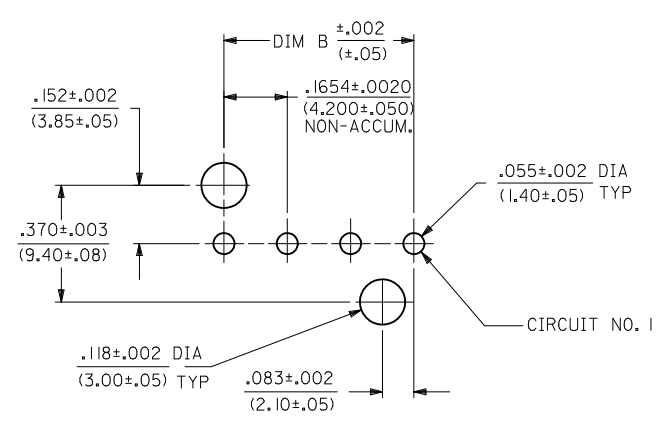 DIM B ±.002
(±.05)
.1654±.0020
(4.200±.050)
NON-ACCUM.
.152±.002
(3.85±.05)
.055±.002 DIA
(1.40±.05) TYP
.370±.003
(9.40±.08)
CIRCUIT NO. 1
.118±.002 DIA
(3.00±.05) TYP
.083±.002
(2.10±.05)